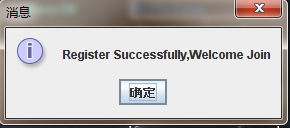 消息
Register Successfully,Welcome Join
确定